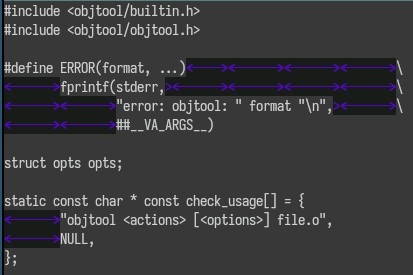 #include <objtool/builtin.h>
#include <objtool/objtool.h>
#define ERROR(format, ...) \
fprintf(stderr, \
"error: objtool: " format "\n", \
##__VA_ARGS__)
struct opts opts;
static const char * const check_usage[] = {
"objtool <actions> [<options>] file.o",
NULL,
};